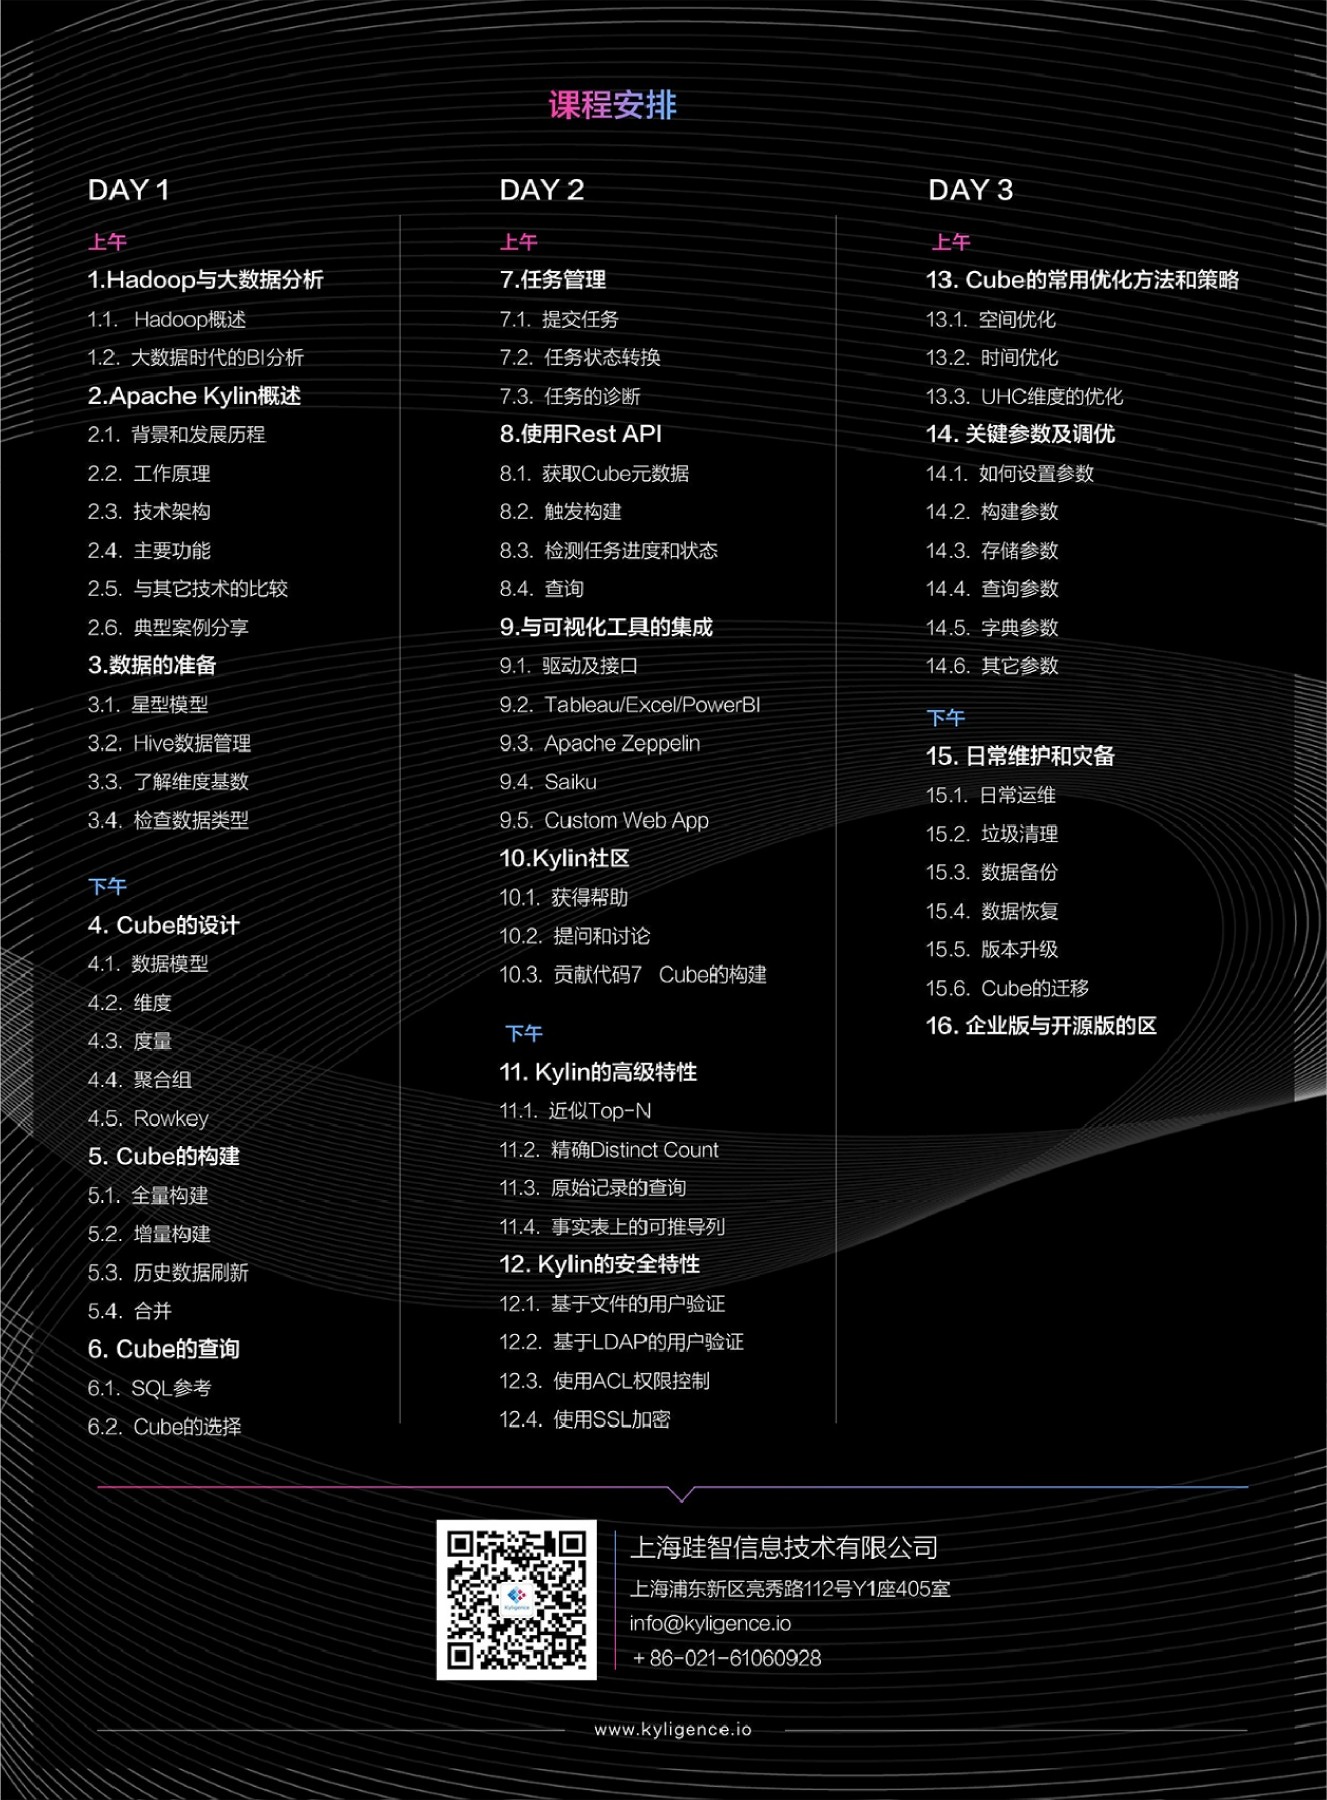 课程安排
DAY 1
上午
1.Hadoop与大数据分析
1.1. Hadoop概述
1.2. 大数据时代的BI分析
2.Apache Kylin概述
2.1. 背景和发展历程
2.2. 工作原理
2.3. 技术架构
2.4. 主要功能
2.5. 与其它技术的比较
2.6. 典型案例分享
3.数据的准备
3.1. 星型模型
3.2. Hive数据管理
3.3. 了解维度基数
3.4. 检查数据类型
下午
4. Cube的设计
4.1. 数据模型
4.2. 维度
4.3. 度量
4.4. 聚合组
4.5. Rowkey
5. Cube的构建
5.1. 全量构建
5.2. 增量构建
5.3. 历史数据刷新
5.4. 合并
6. Cube的查询
6.1. SQL参考
6.2. Cube的选择
DAY 2
上午
7.任务管理
7.1. 提交任务
7.2. 任务状态转换
7.3. 任务的诊断
8.使用Rest API
8.1. 获取Cube元数据
8.2. 触发构建
8.3. 检测任务进度和状态
8.4. 查询
9.与可视化工具的集成
9.1. 驱动及接口
9.2. Tableau/Excel/PowerBI
9.3. Apache Zeppelin
9.4. Saiku
9.5. Custom Web App
10.Kylin社区
10.1. 获得帮助
10.2. 提问和讨论
10.3. 贡献代码7 Cube的构建
下午
11. Kylin的高级特性
11.1. 近似Top-N
11.2. 精确Distinct Count
11.3. 原始记录的查询
11.4. 事实表上的可推导列
12. Kylin的安全特性
12.1. 基于文件的用户验证
12.2. 基于LDAP的用户验证
12.3. 使用ACL权限控制
12.4. 使用SSL加密
DAY 3
上午
13. Cube的常用优化方法和策略
13.1. 空间优化
13.2. 时间优化
13.3. UHC维度的优化
14. 关键参数及调优
14.1. 如何设置参数
14.2. 构建参数
14.3. 存储参数
14.4. 查询参数
14.5. 字典参数
14.6. 其它参数
下午
15. 日常维护和灾备
15.1. 日常运维
15.2. 垃圾清理
15.3. 数据备份
15.4. 数据恢复
15.5. 版本升级
15.6. Cube的迁移
16. 企业版与开源版的区
Kyligence
上海跬智信息技术有限公司
上海浦东新区亮秀路112号Y1座405室
info@kyligence.io
+86-021-61060928
www.kyligence.io